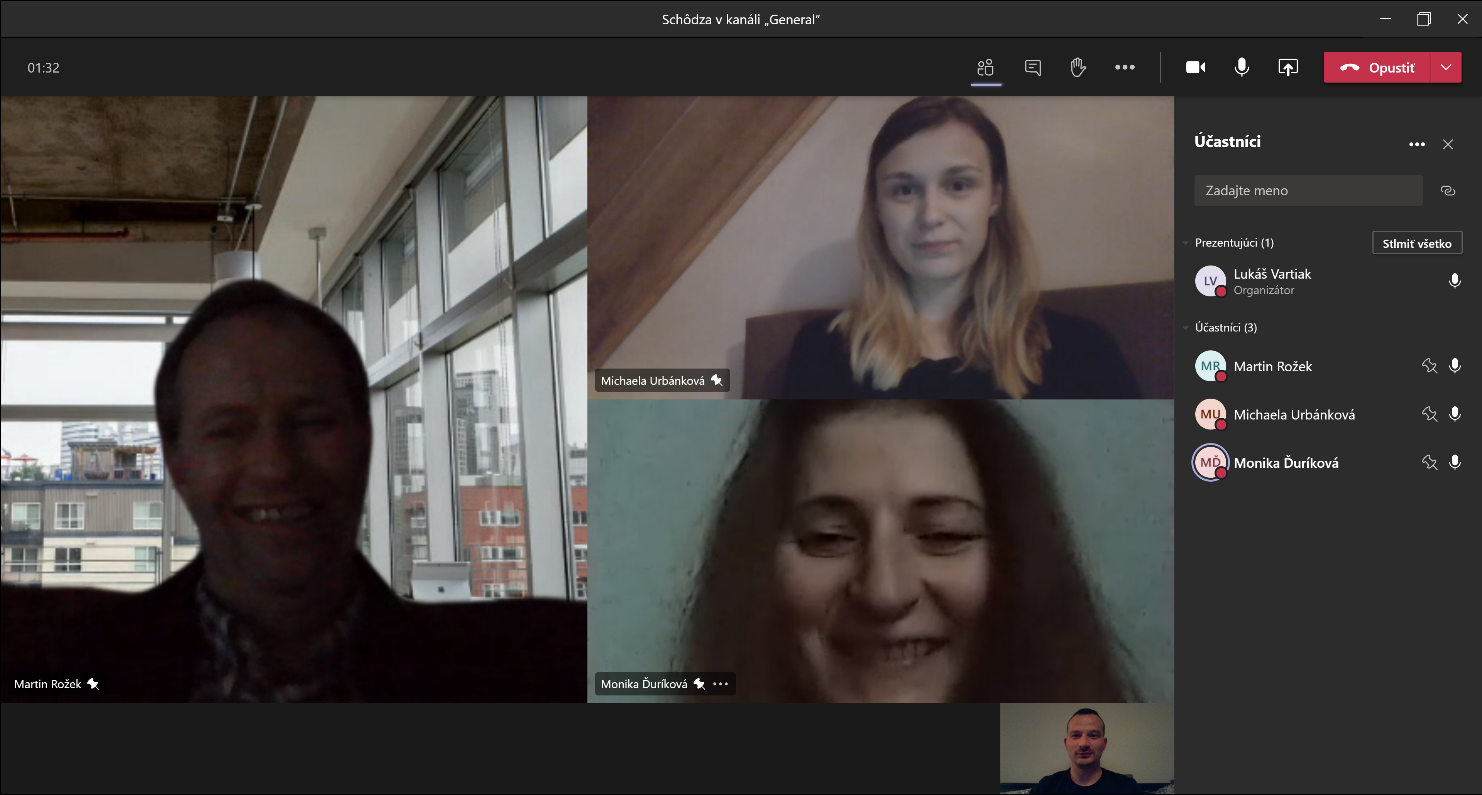 Schôdza v kanáli „General“
01:32
Opustiť
Účastníci
Zadajte meno
Prezentujúci (1)
Stlmiť všetko
LV
Lukáš Vartiak
Organizátor
Účastníci (3)
MR
Martin Rožek
MU
Michaela Urbánková
MĎ
Monika Ďuríková
Michaela Urbánková
Martin Rožek
Monika Ďuríková